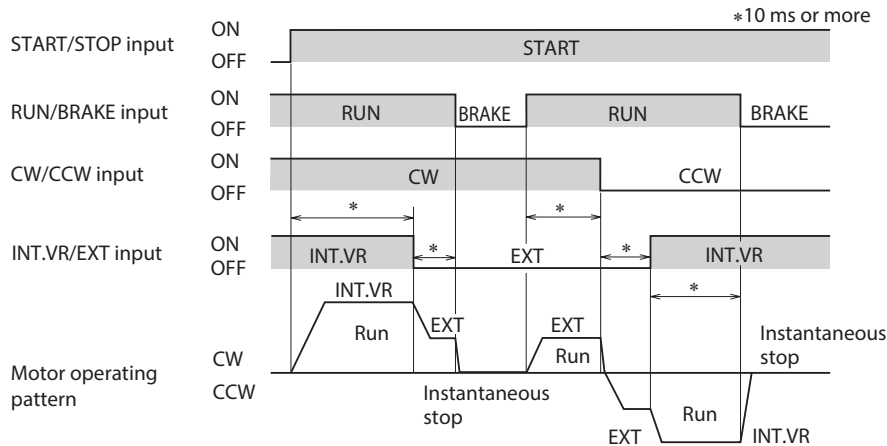 *10 ms or more
START/STOP input
ON
OFF
START
RUN/BRAKE input
ON
OFF
RUN
BRAKE
RUN
BRAKE
CW/CCW input
ON
OFF
CW
CCW
*
*
INT.VR/EXT input
ON
OFF
INT.VR
*
EXT
*
INT.VR
*
INT.VR
Run
EXT
EXT
Run
Instantaneous
stop
Motor operating
pattern
CW
CCW
Instantaneous
stop
Run
EXT
INT.VR